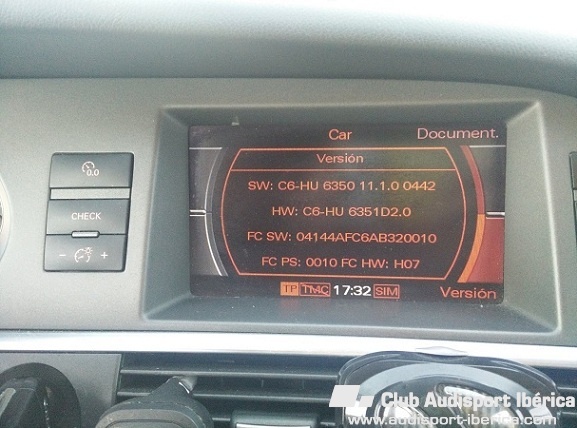 Car
Document.
Versión
SW: C6-HU 6350 11.1.0 0442
HW: C6-HU 6351D2.0
FC SW: 04144AFC6AB320010
FC PS: 0010 FC HW: H07
TP TMC 17:32 SIM
Versión
0.0
CHECK
- +
Club Audisport Ibérica
www.audisport-iberica.com